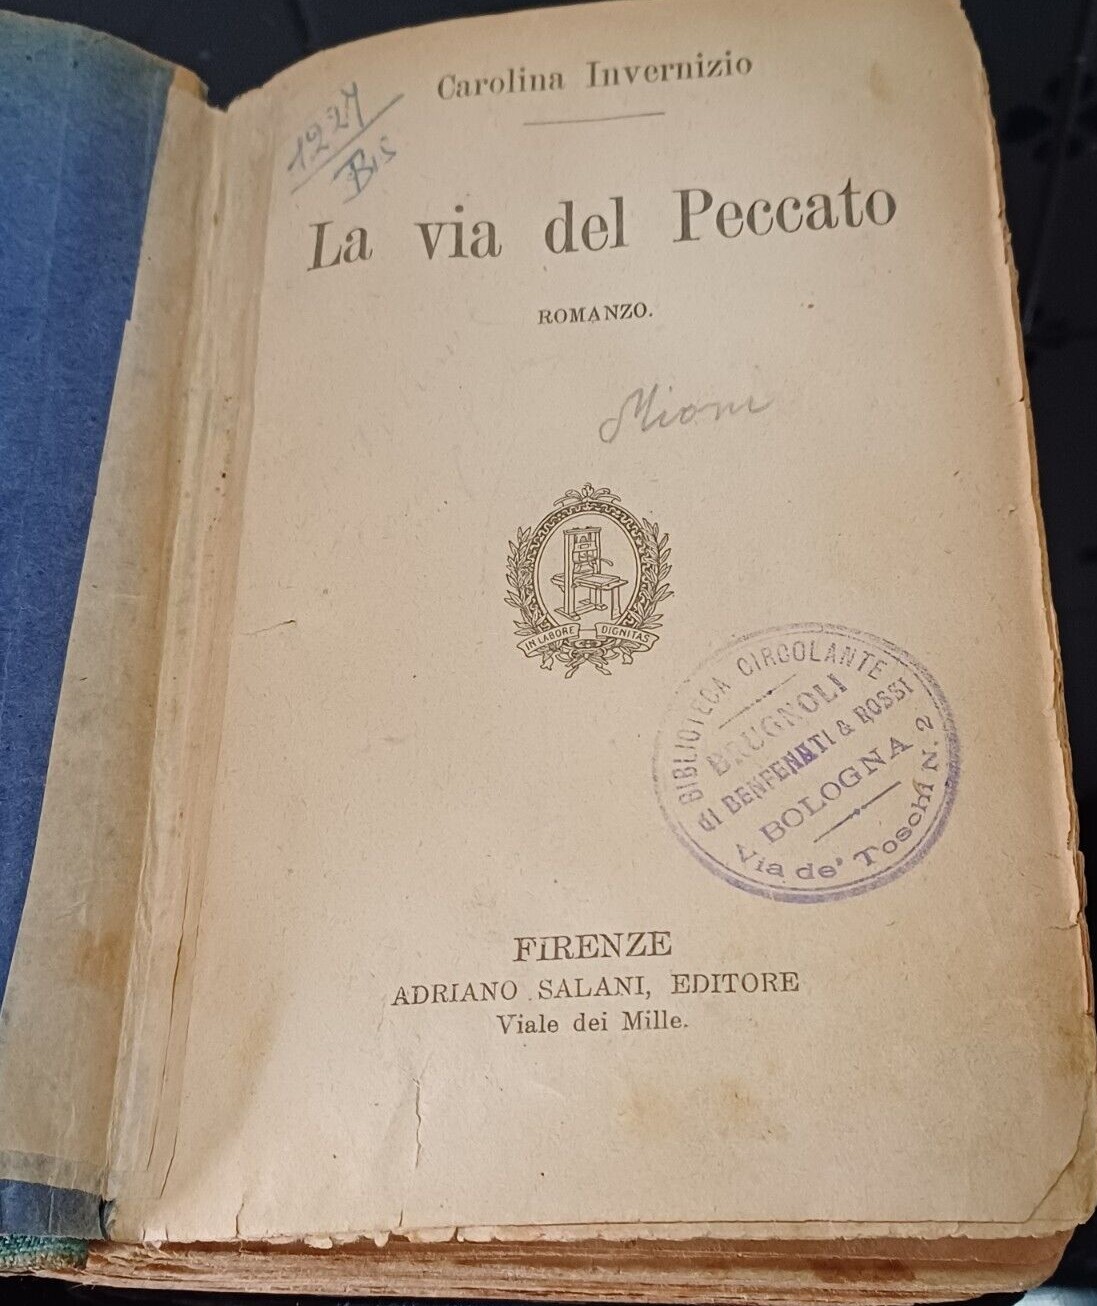 Carolina Invernizio
1227
Bis
La via del Peccato
ROMANZO.
IN LABORE DIGNITAS
BIBLIOTECA CIRCOLANTE
BRUGNOLI
di BENFENATI & ROSSI
BOLOGNA
Via de' Toschi N. 2
FIRENZE
ADRIANO SALANI, EDITORE
Viale dei Mille.